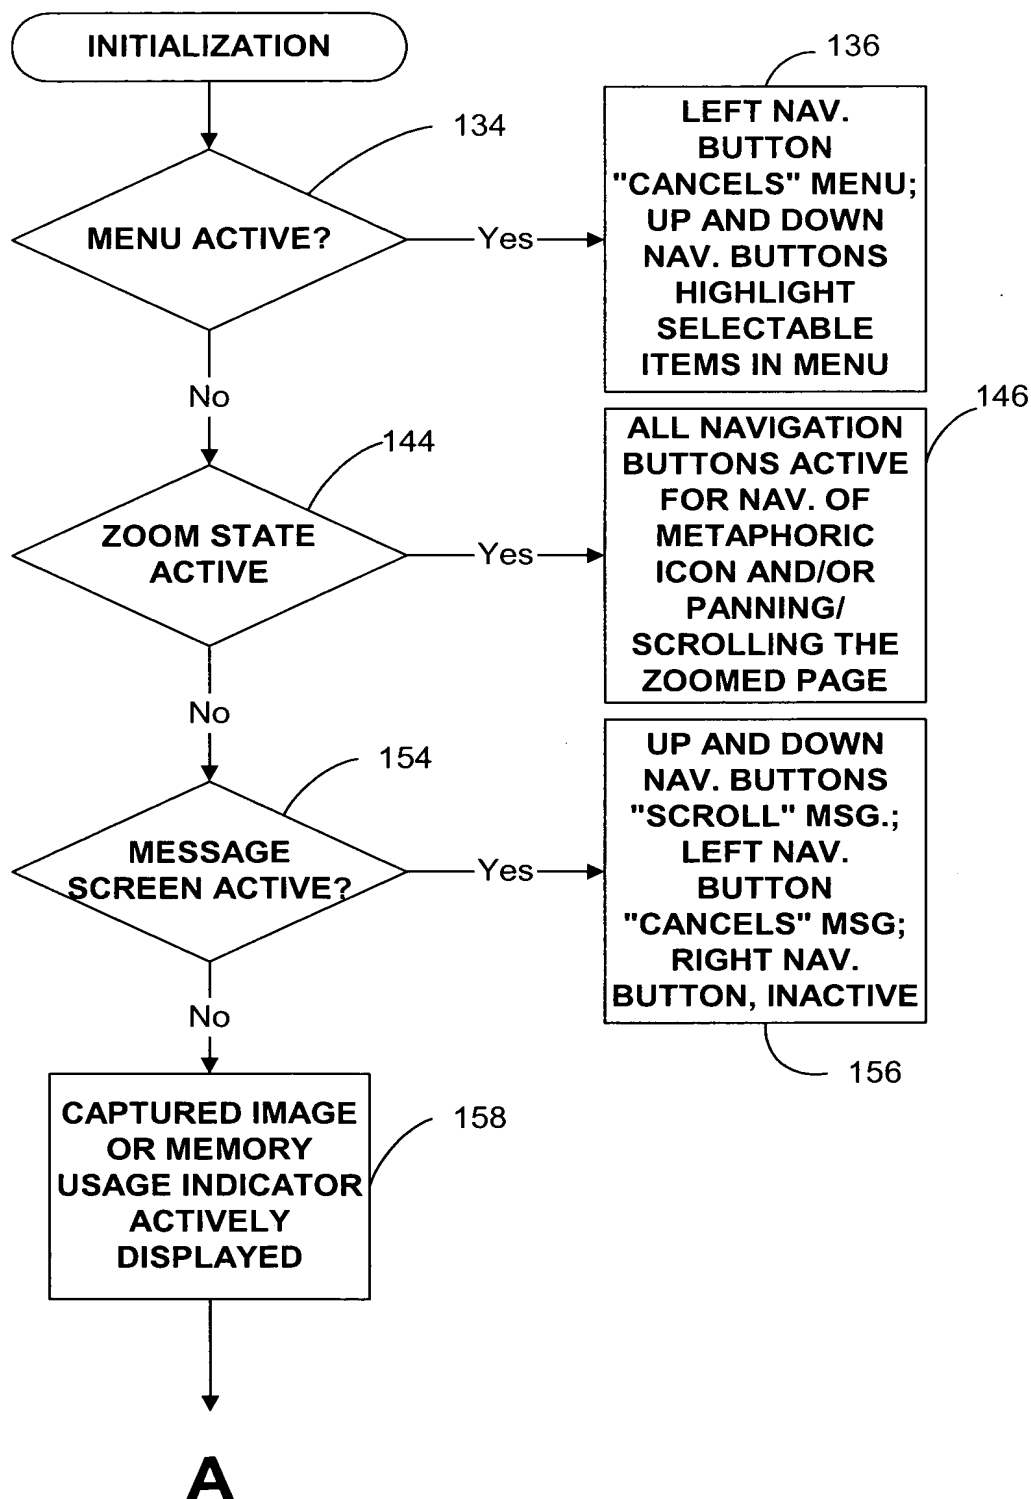 INITIALIZATION
136
134
LEFT NAV.
BUTTON
"CANCELS" MENU;
UP AND DOWN
NAV. BUTTONS
HIGHLIGHT
SELECTABLE
ITEMS IN MENU
MENU ACTIVE?
Yes
No
146
144
ALL NAVIGATION
BUTTONS ACTIVE
FOR NAV. OF
METAPHORIC
ICON AND/OR
PANNING/
SCROLLING THE
ZOOMED PAGE
ZOOM STATE
ACTIVE
Yes
No
154
UP AND DOWN
NAV. BUTTONS
"SCROLL" MSG.;
LEFT NAV.
BUTTON
"CANCELS" MSG;
RIGHT NAV.
BUTTON, INACTIVE
MESSAGE
SCREEN ACTIVE?
Yes
No
156
158
CAPTURED IMAGE
OR MEMORY
USAGE INDICATOR
ACTIVELY
DISPLAYED
A